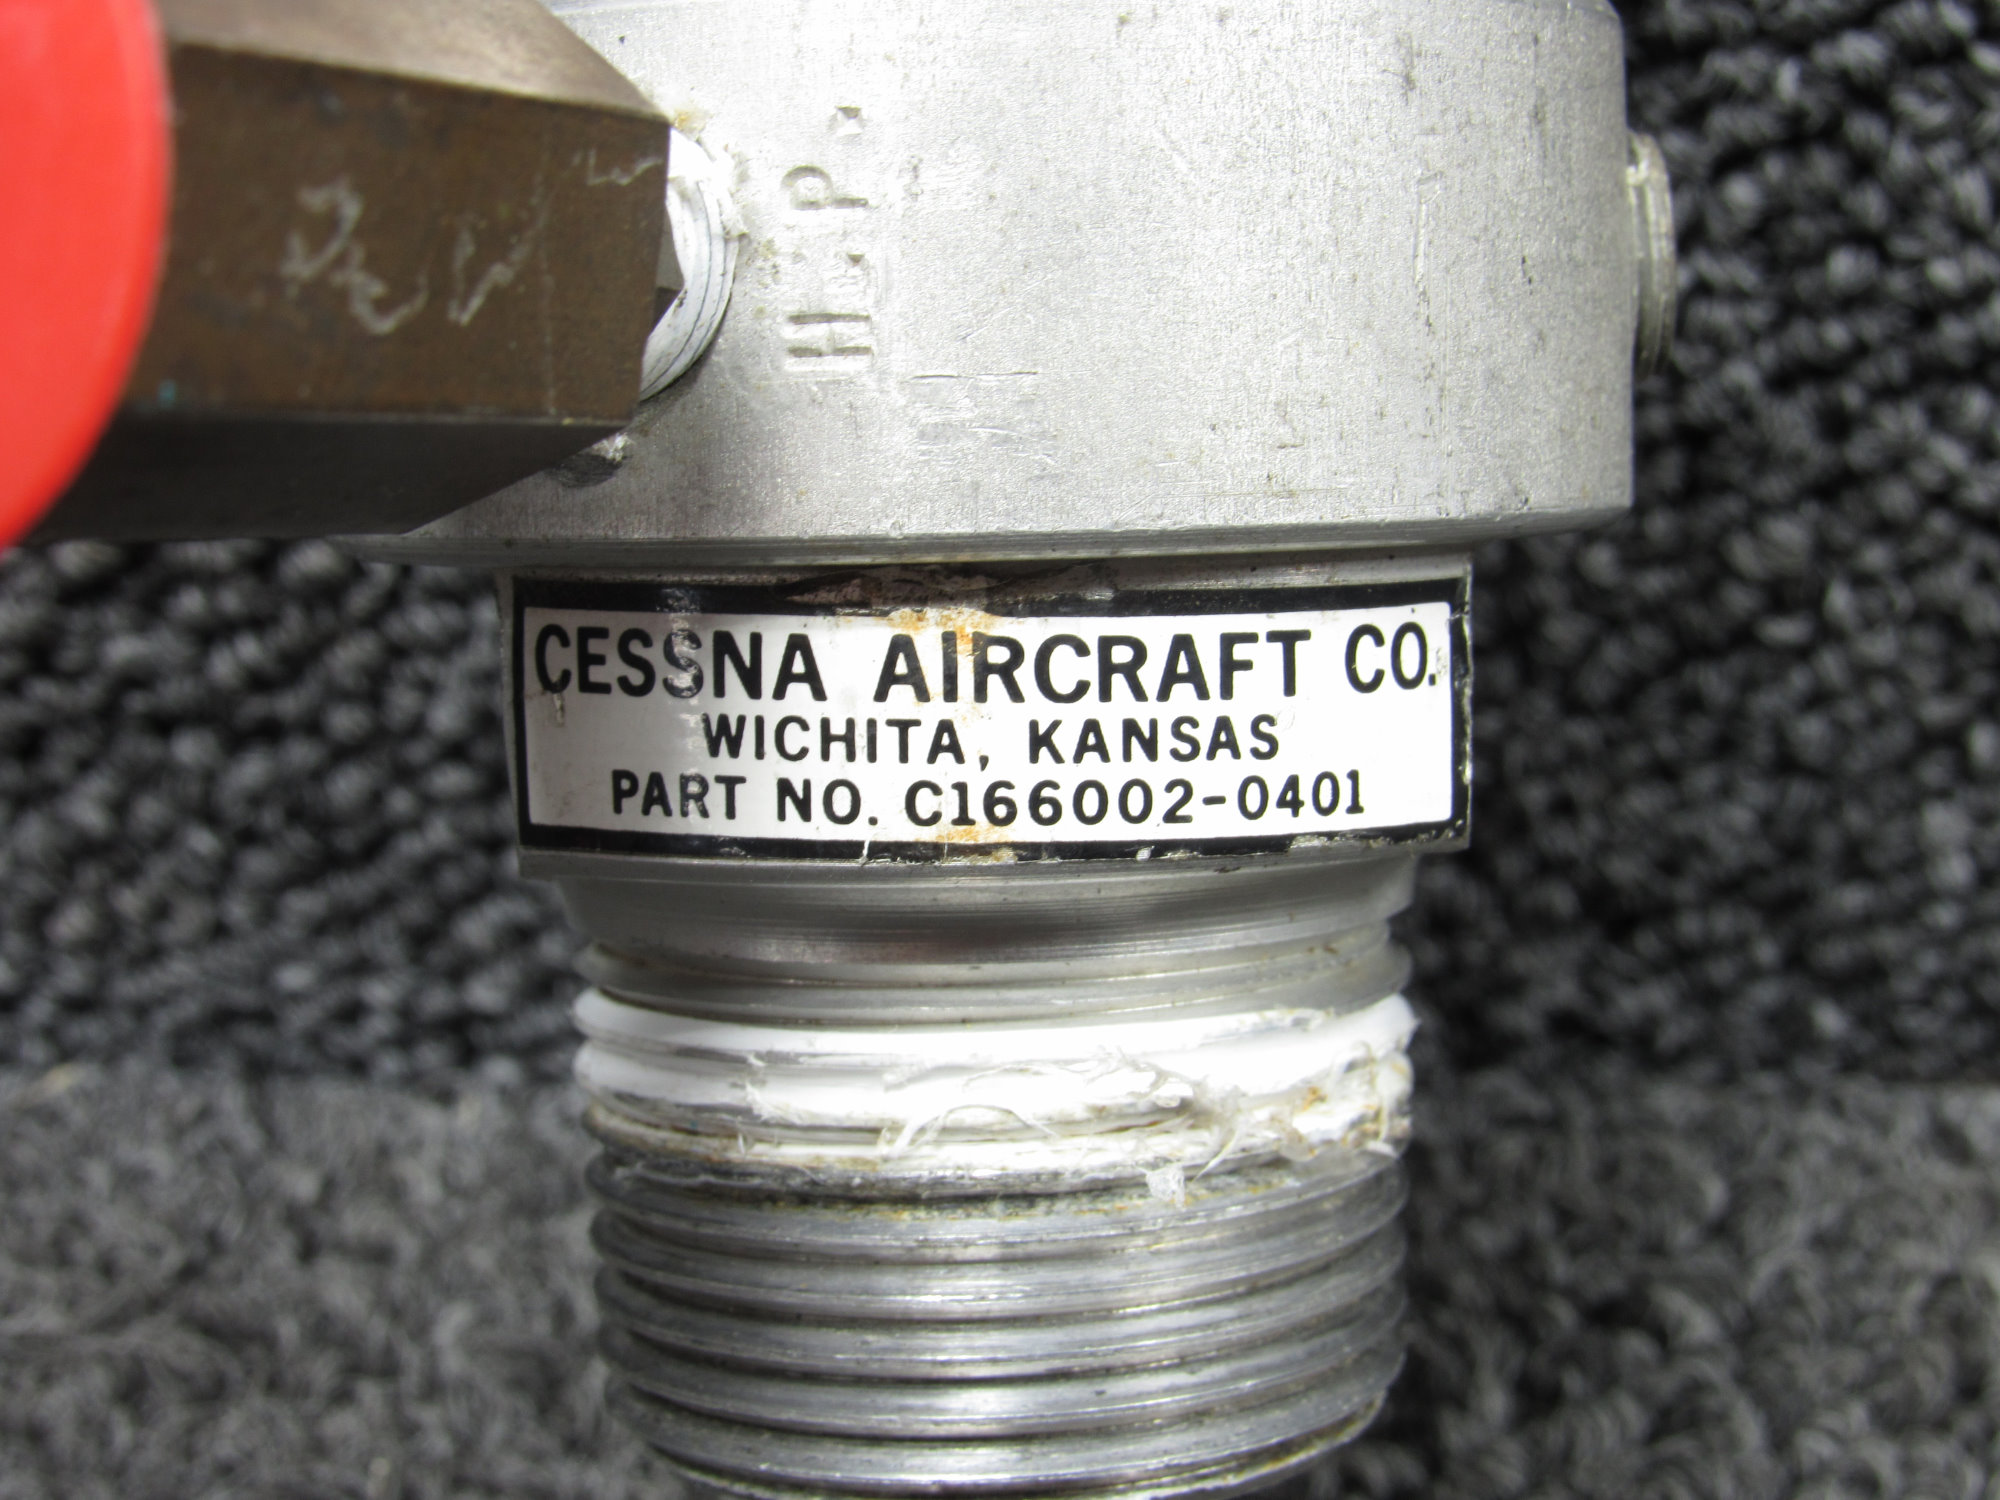 H.P.
CESSNA AIRCRAFT CO.
WICHITA, KANSAS
PART NO. C166002-0401